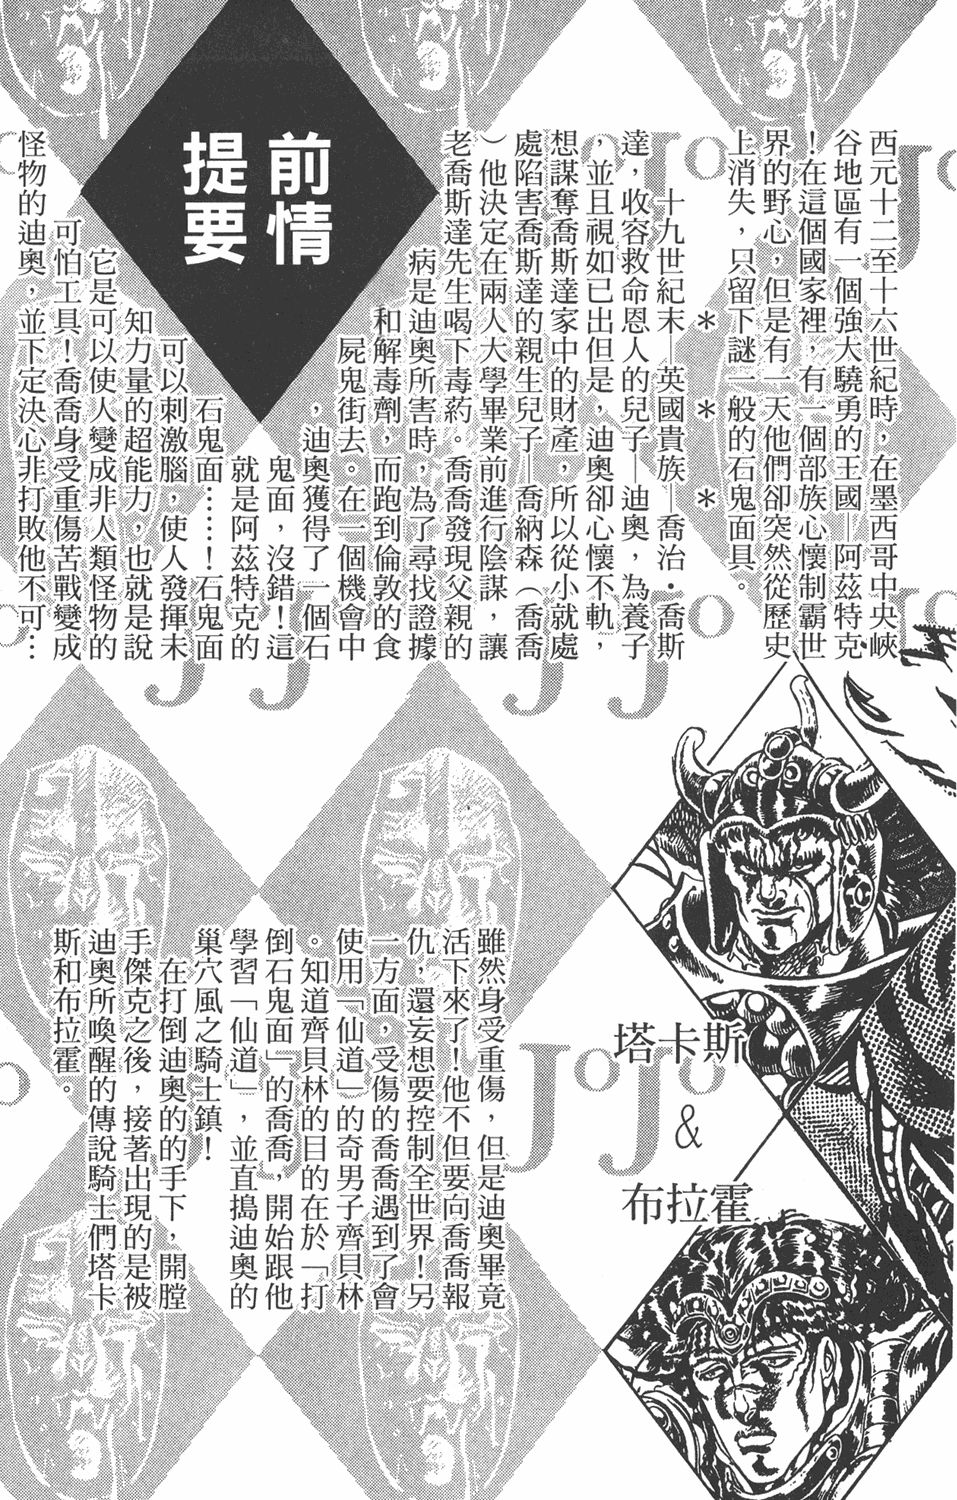 前情
提要
西元十二至十六世紀時，在墨西哥中央峽
谷地區有一個強大驍勇的王國—阿茲特克
！在這個國家裡，有一個部族心懷制霸世
界的野心，但是有一天他們卻突然從歷史
上消失，只留下謎一般的石鬼面具。
＊　＊　＊
十九世紀末—英國貴族—喬治・喬斯
達，收容救命恩人的兒子—迪奧，為養子
，並且視如已出但是，迪奧卻心懷不軌，
想謀奪喬斯達家中的財產，所以從小就處
處陷害喬斯達的親生兒子—喬納森（喬喬
）他決定在兩人大學畢業前進行陰謀，讓
老喬斯達先生喝下毒药。喬喬發現父親的
病是迪奧所害時，為了尋找證據
和解毒劑，而跑到倫敦的食
屍鬼街去。在一個機會中
，迪奧獲得了一個石
鬼面，沒錯！這
就是阿茲特克的
石鬼面……！石鬼面
可以刺激腦，使人發揮未
知力量的超能力，也就是說
它是可以使人變成非人類怪物的
可怕工具！喬喬身受重傷苦戰變成
怪物的迪奧，並下定決心非打敗他不可…
雖然身受重傷，但是迪奧畢竟
活下來了！他不但要向喬喬報
仇，還妄想要控制全世界！另
一方面，受傷的喬喬遇到了會
使用「仙道」的奇男子齊貝林
。知道齊貝林的目的在於「打
倒石鬼面」的喬喬，開始跟他
學習「仙道」，並直搗迪奧的
巢穴風之騎士鎮！
在打倒迪奧的的手下，開膛
手傑克之後，接著出現的是被
迪奧所喚醒的傳說騎士們塔卡
斯和布拉霍。
塔卡斯
&
布拉霍
JoJo
JoJo
JoJo
JoJo